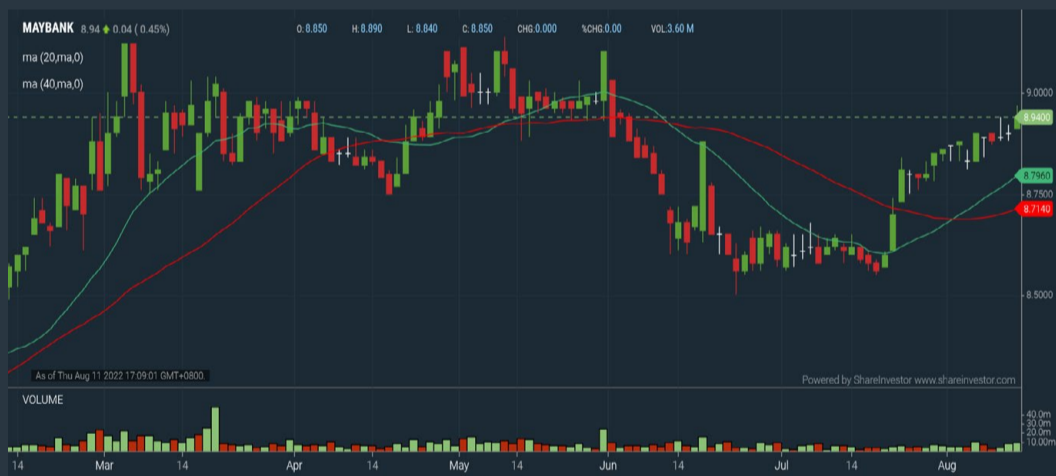 MAYBANK 8.94 0.04 ( 0.45%) O: 8.850 H: 8.890 L: 8.840 C: 8.850 CHG:0.000 %CHG:0.00 VOL:3.60 M
ma (20,ma,0)
ma (40,ma,0)
9.0000
8.9400
8.7960
8.7500
8.7140
8.5000
As of Thu Aug 11 2022 17:09:01 GMT+0800.
Powered by ShareInvestor www.shareinvestor.com
VOLUME
40.0m
30.0m
20.0m
10.00m
14 Mar 14 Apr 14 May 14 Jun 14 Jul 14 Aug